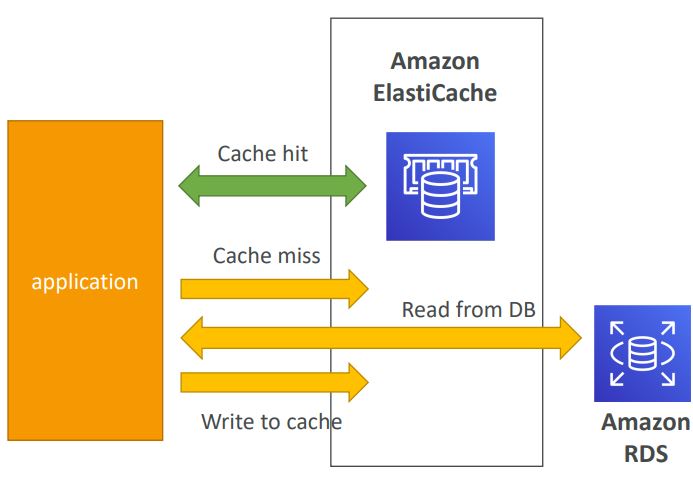 Amazon
ElastiCache
Cache hit
Cache miss
application
Read from DB
Write to cache
Amazon
RDS